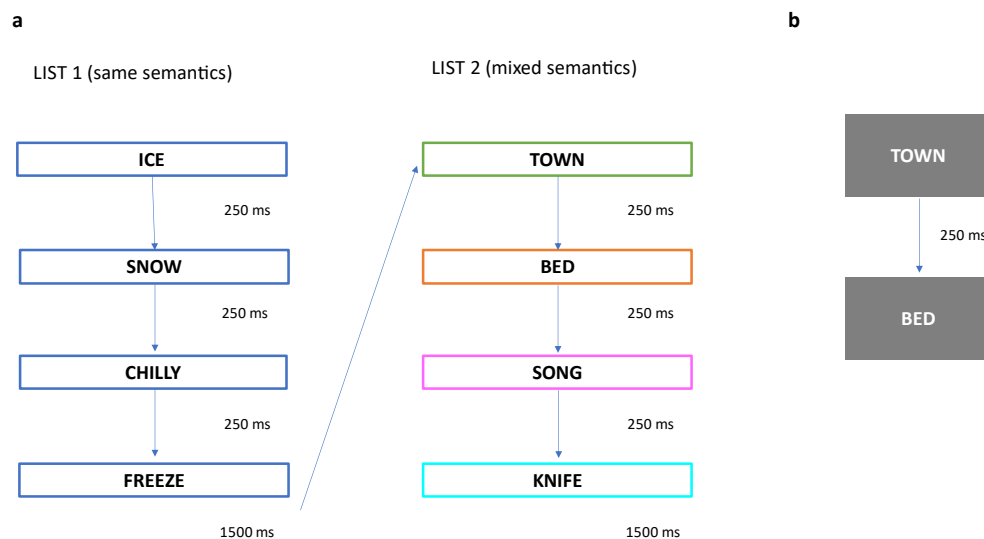 a
LIST 1 (same semantics)
ICE
250 ms
SNOW
250 ms
CHILLY
250 ms
FREEZE
1500 ms
LIST 2 (mixed semantics)
TOWN
250 ms
BED
250 ms
SONG
250 ms
KNIFE
1500 ms
b
TOWN
250 ms
BED